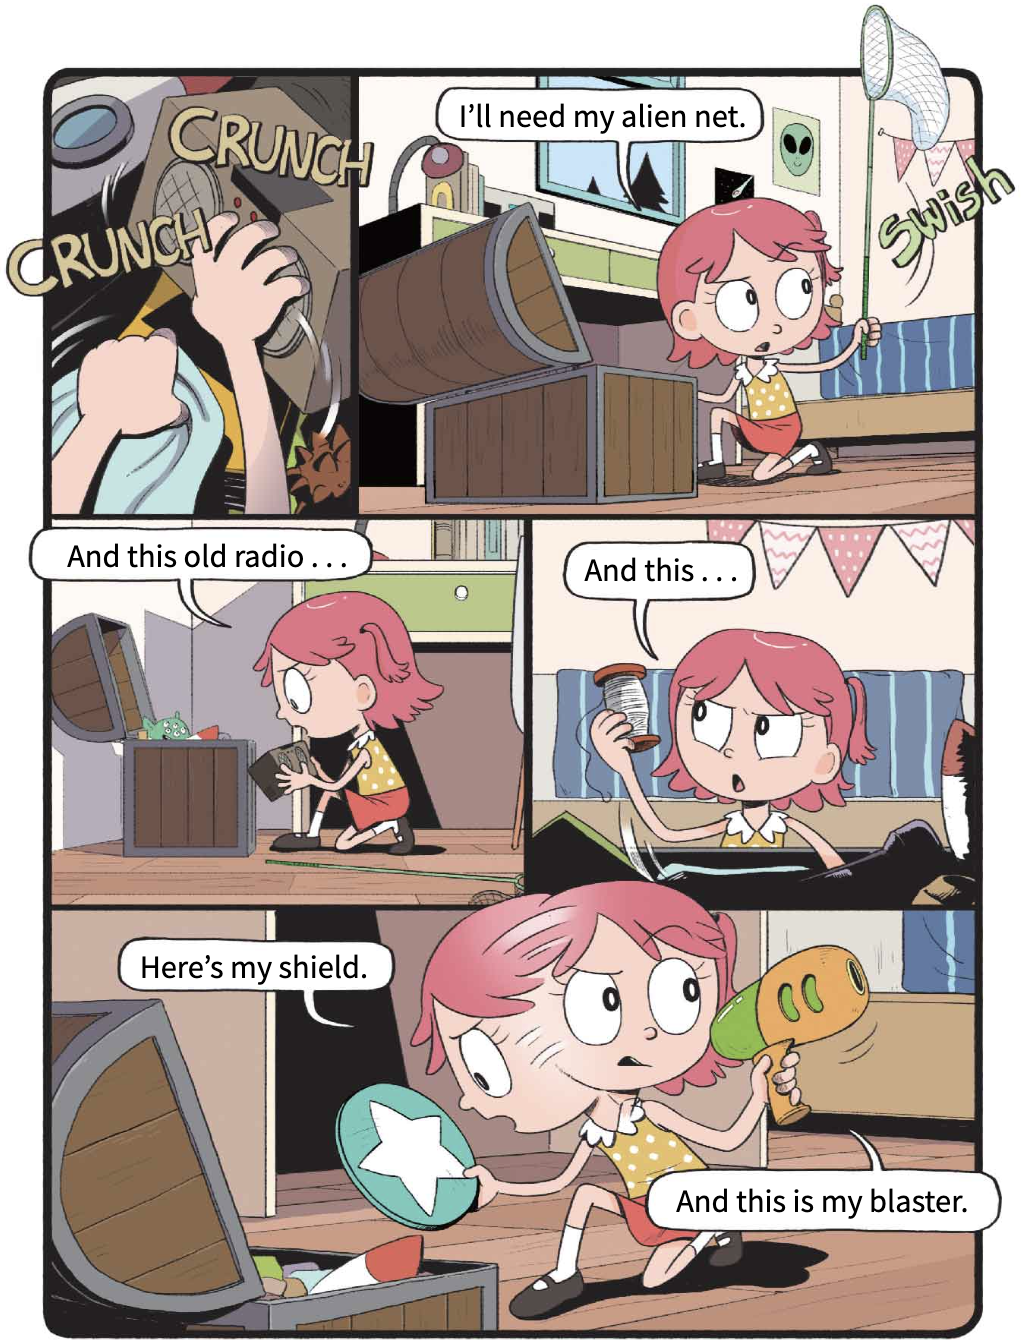 CRUNCH
CRUNCH
I'll need my alien net.
Swish
And this old radio . . .
And this . . .
Here's my shield.
And this is my blaster.